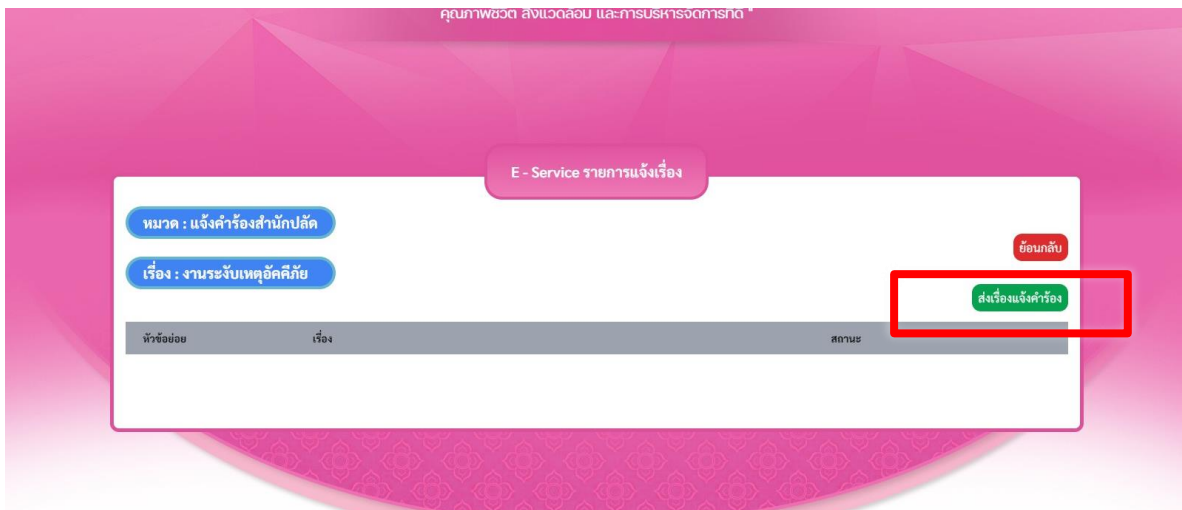 คุณภาพชีวิต สิ่งแวดล้อม และการบริหารจัดการที่ดี "
E - Service รายการแจ้งเรื่อง
หมวด : แจ้งคำร้องสำนักปลัด
ย้อนกลับ
เรื่อง : งานระงับเหตุอัคคีภัย
ส่งเรื่องแจ้งคำร้อง
หัวข้อย่อย เรื่อง สถานะ